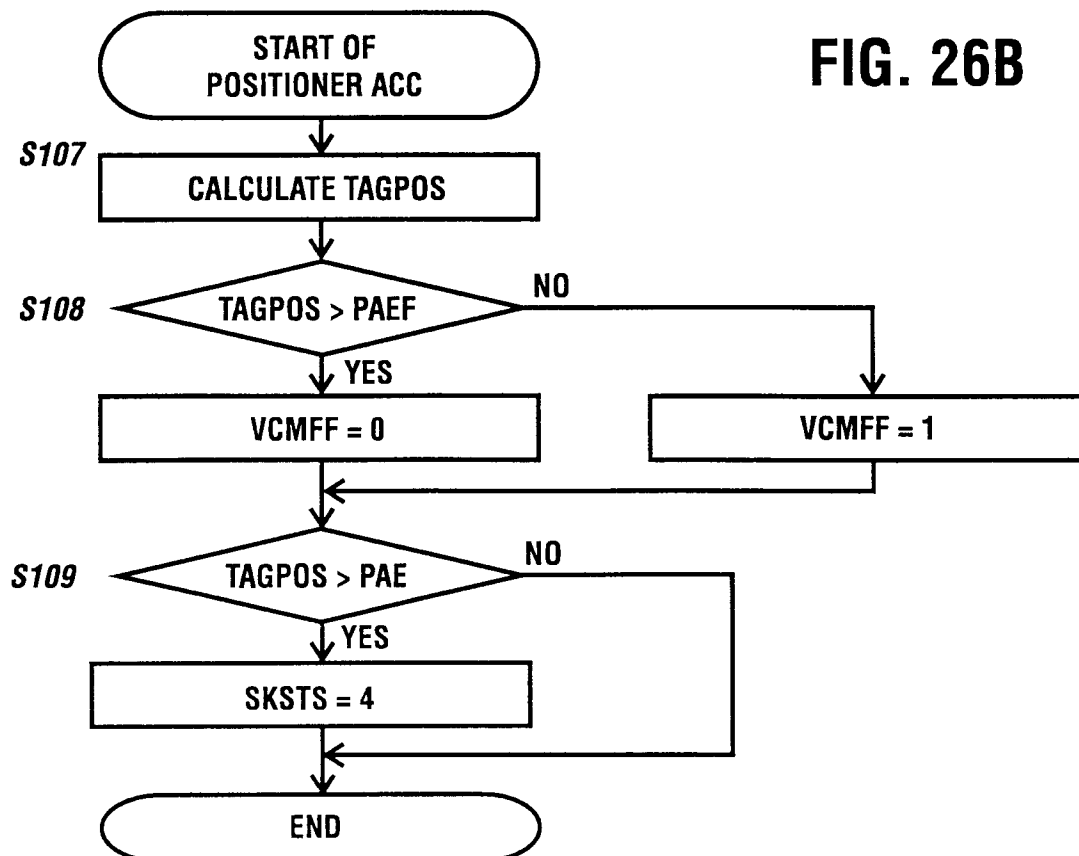 START OF
POSITIONER ACC
FIG. 26B
S107
CALCULATE TAGPOS
S108
TAGPOS > PAEF
NO
YES
VCMFF = 0
VCMFF = 1
S109
TAGPOS > PAE
NO
YES
SKSTS = 4
END